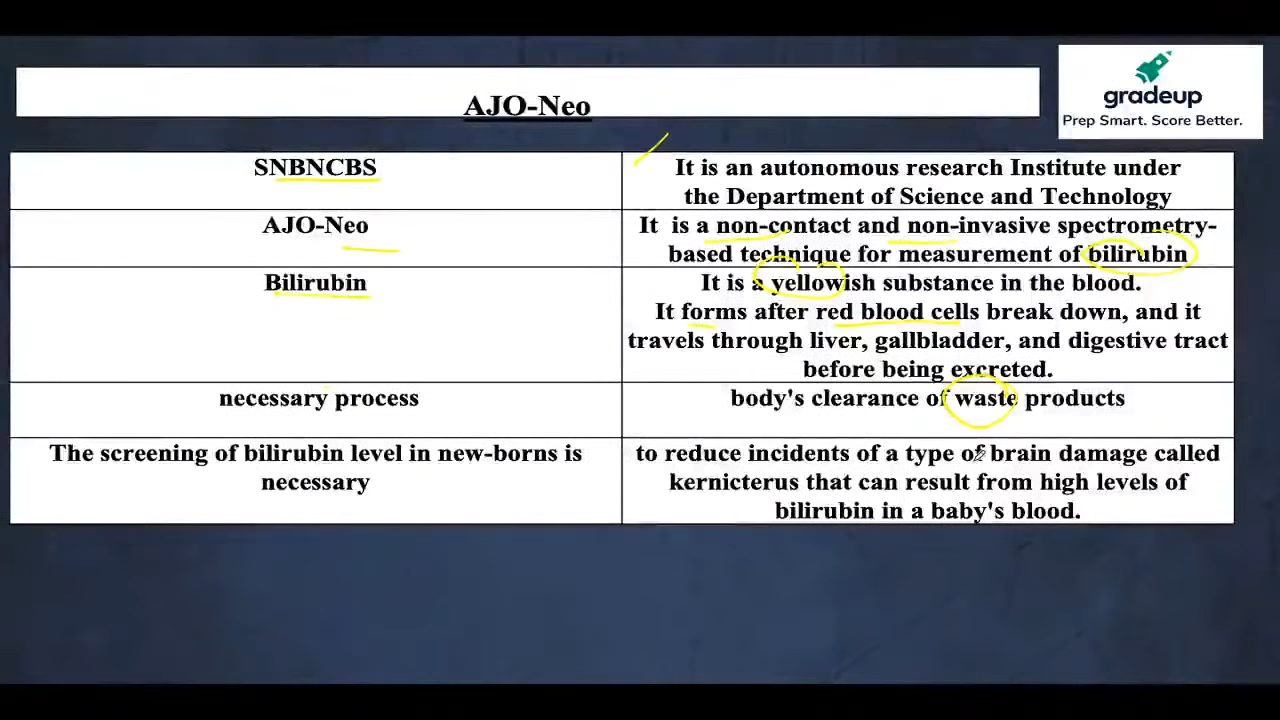 gradeup
Prep Smart. Score Better.
AJO-Neo
SNBNCBS
It is an autonomous research Institute under
the Department of Science and Technology
AJO-Neo
It is a non-contact and non-invasive spectrometry-
based technique for measurement of bilirubin
Bilirubin
It is a yellowish substance in the blood.
It forms after red blood cells break down, and it
travels through liver, gallbladder, and digestive tract
before being excreted.
necessary process
body's clearance of waste products
The screening of bilirubin level in new-borns is
necessary
to reduce incidents of a type of brain damage called
kernicterus that can result from high levels of
bilirubin in a baby's blood.